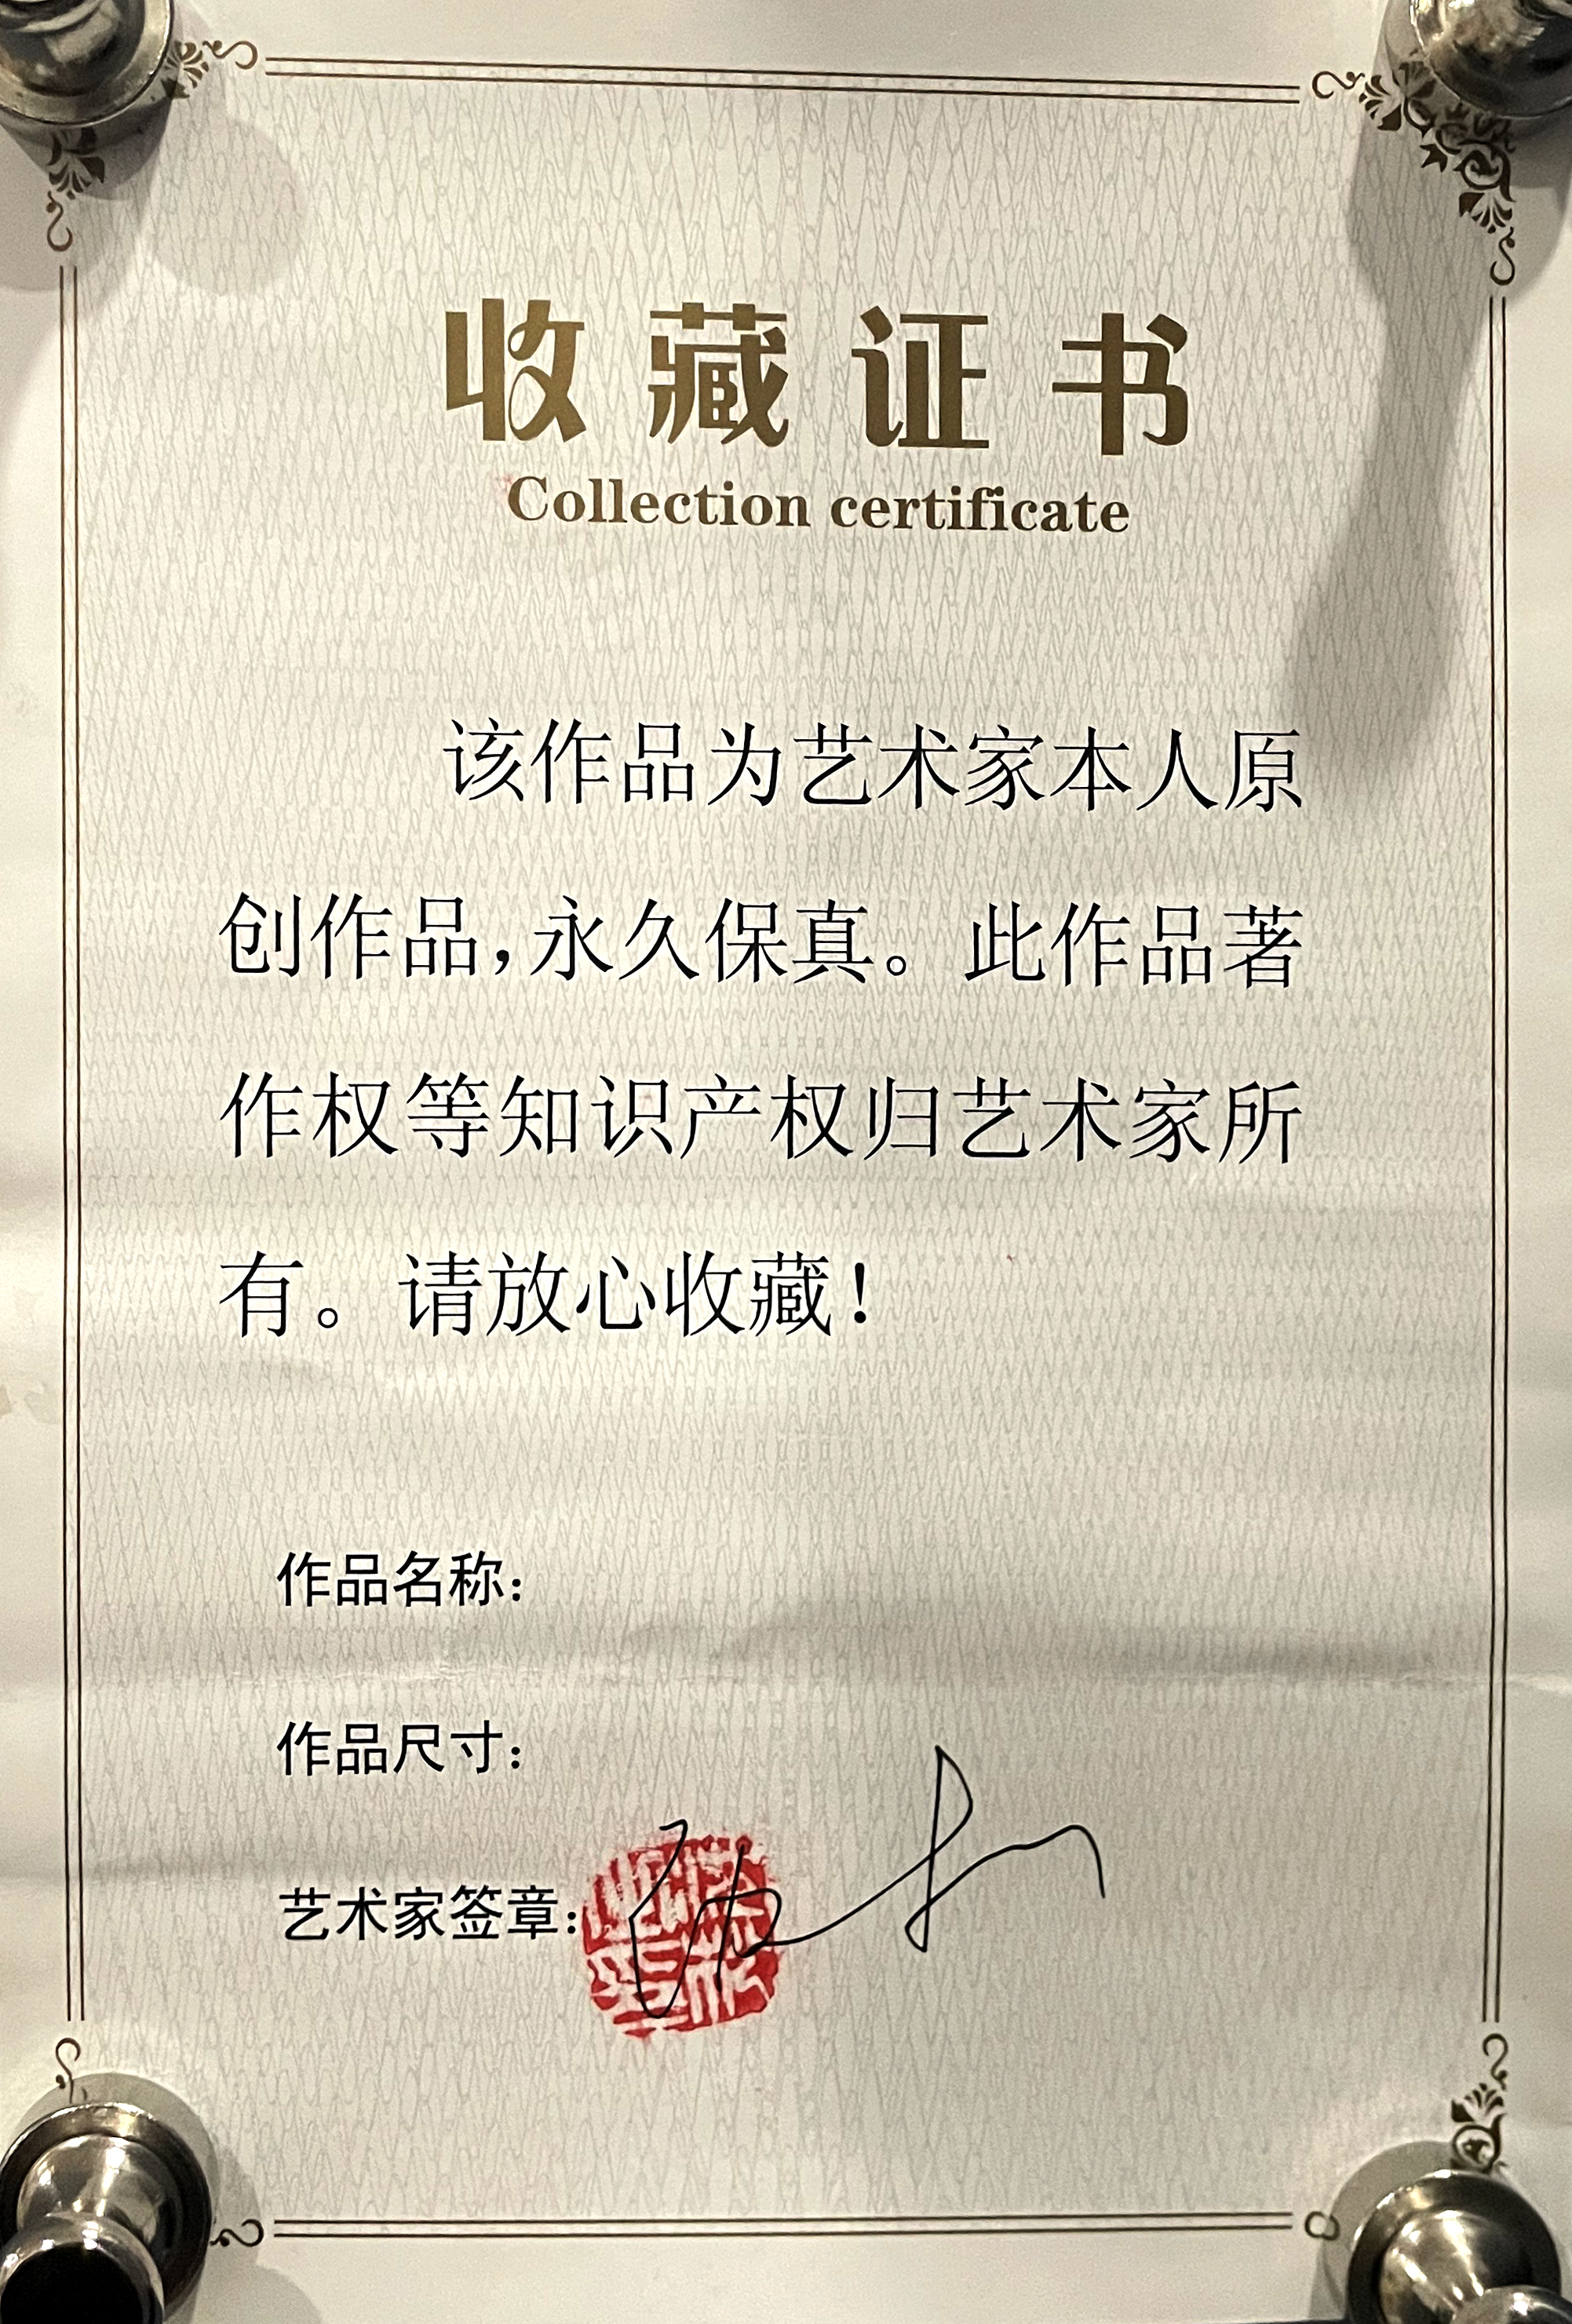 收藏证书
Collection certificate
该作品为艺术家本人原
创作品，永久保真。此作品著
作权等知识产权归艺术家所
有。请放心收藏！
作品名称：
作品尺寸：
艺术家签章：